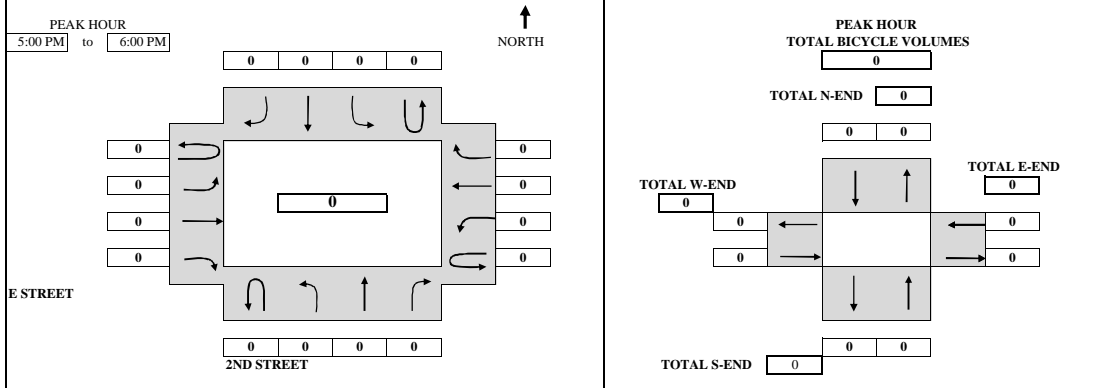 PEAK HOUR
5:00 PM to 6:00 PM
NORTH
0 0 0 0
0 0
0 0
0
0 0
0 0
E STREET
0 0 0 0
2ND STREET
PEAK HOUR
TOTAL BICYCLE VOLUMES
0
TOTAL N-END 0
0 0
TOTAL E-END
0
TOTAL W-END
0
0 0
0 0
0 0
TOTAL S-END 0